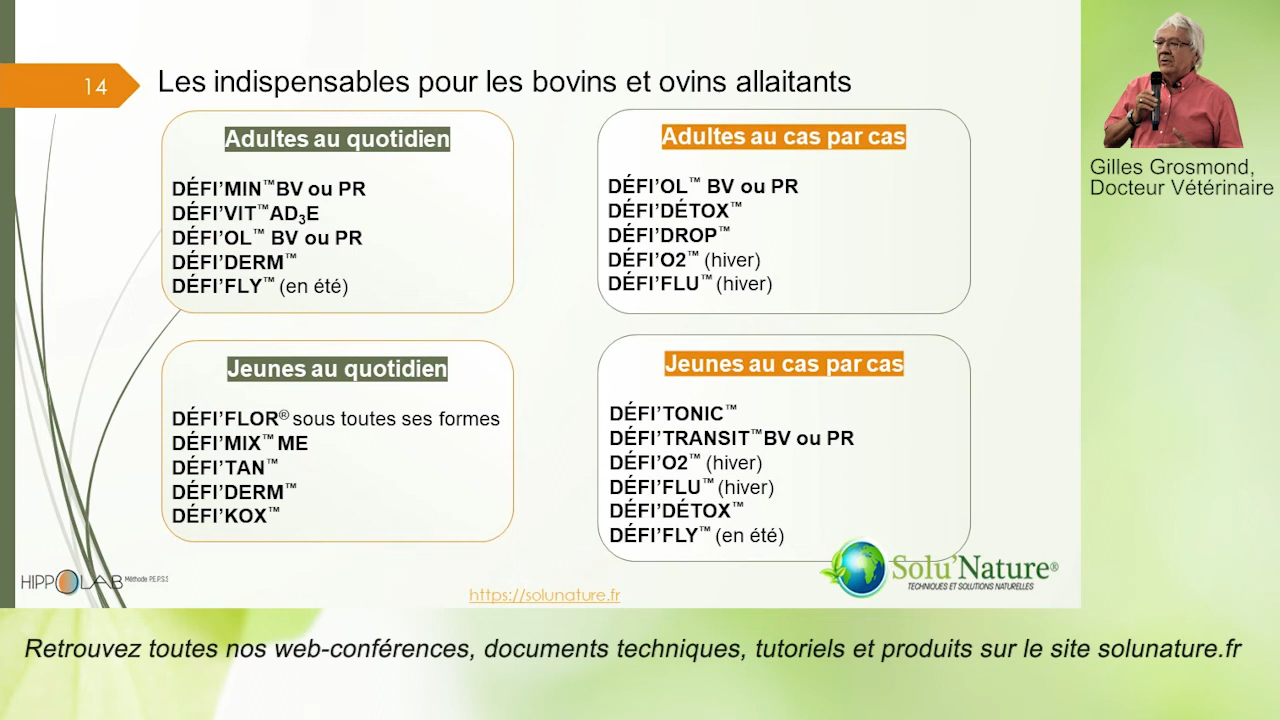 14
Les indispensables pour les bovins et ovins allaitants
Adultes au quotidien
DÉFI’MIN™BV ou PR
DÉFI’VIT™AD₃E
DÉFI’OL™ BV ou PR
DÉFI’DERM™
DÉFI’FLY™ (en été)
Adultes au cas par cas
DÉFI’OL™ BV ou PR
DÉFI’DÉTOX™
DÉFI’DROP™
DÉFI’O2™ (hiver)
DÉFI’FLU™ (hiver)
Jeunes au quotidien
DÉFI’FLOR® sous toutes ses formes
DÉFI’MIX™ ME
DÉFI’TAN™
DÉFI’DERM™
DÉFI’KOX™
Jeunes au cas par cas
DÉFI’TONIC™
DÉFI’TRANSIT™BV ou PR
DÉFI’O2™ (hiver)
DÉFI’FLU™ (hiver)
DÉFI’DÉTOX™
DÉFI’FLY™ (en été)
HIPPOLAB Méthode P.E.P.S.S
https://solunature.fr
Solu’Nature®
TECHNIQUES ET SOLUTIONS NATURELLES
Gilles Grosmond,
Docteur Vétérinaire
Retrouvez toutes nos web-conférences, documents techniques, tutoriels et produits sur le site solunature.fr